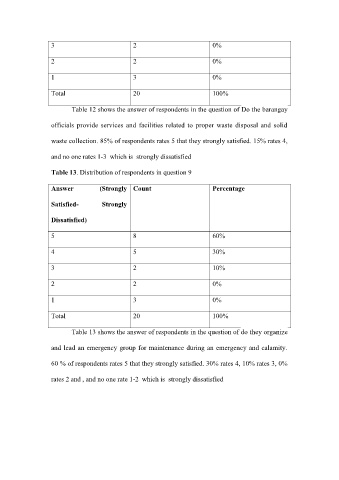 3 2 0%
2 2 0%
1 3 0%
Total 20 100%
Table 12 shows the answer of respondents in the question of Do the barangay
officials provide services and facilities related to proper waste disposal and solid
waste collection. 85% of respondents rates 5 that they strongly satisfied. 15% rates 4,
and no one rates 1-3 which is strongly dissatisfied
Table 13. Distribution of respondents in question 9
Answer (Strongly Count Percentage
Satisfied- Strongly
Dissatisfied)
5 8 60%
4 5 30%
3 2 10%
2 2 0%
1 3 0%
Total 20 100%
Table 13 shows the answer of respondents in the question of do they organize
and lead an emergency group for maintenance during an emergency and calamity.
60 % of respondents rates 5 that they strongly satisfied. 30% rates 4, 10% rates 3, 0%
rates 2 and , and no one rate 1-2 which is strongly dissatisfied